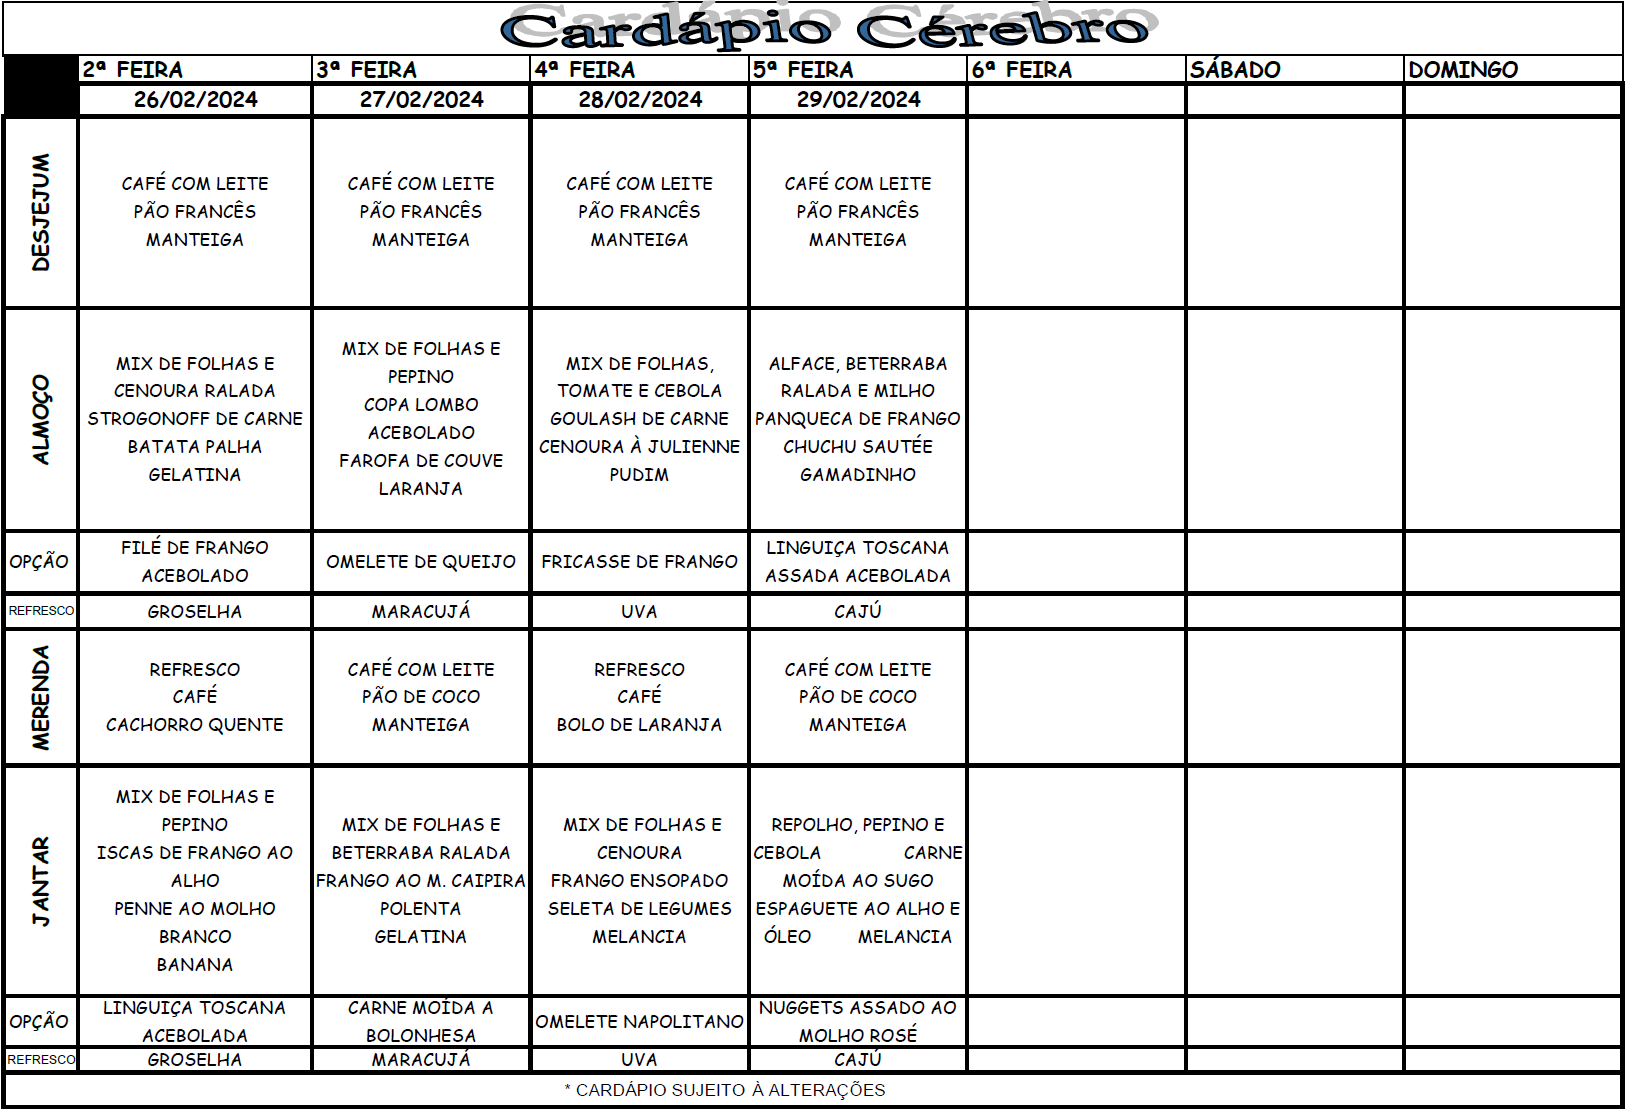 Cardápio Cérebro
2ª FEIRA 3ª FEIRA 4ª FEIRA 5ª FEIRA 6ª FEIRA SÁBADO DOMINGO
26/02/2024 27/02/2024 28/02/2024 29/02/2024
DESJEJUM
CAFÉ COM LEITE
PÃO FRANCÊS
MANTEIGA
CAFÉ COM LEITE
PÃO FRANCÊS
MANTEIGA
CAFÉ COM LEITE
PÃO FRANCÊS
MANTEIGA
CAFÉ COM LEITE
PÃO FRANCÊS
MANTEIGA
ALMOÇO
MIX DE FOLHAS E
CENOURA RALADA
STROGONOFF DE CARNE
BATATA PALHA
GELATINA
MIX DE FOLHAS E
PEPINO
COPA LOMBO
ACEBOLADO
FAROFA DE COUVE
LARANJA
MIX DE FOLHAS,
TOMATE E CEBOLA
GOULASH DE CARNE
CENOURA À JULIENNE
PUDIM
ALFACE, BETERRABA
RALADA E MILHO
PANQUECA DE FRANGO
CHUCHU SAUTÉE
GAMADINHO
OPÇÃO
FILÉ DE FRANGO
ACEBOLADO
OMELETE DE QUEIJO
FRICASSE DE FRANGO
LINGUIÇA TOSCANA
ASSADA ACEBOLADA
REFRESCO GROSELHA MARACUJÁ UVA CAJÚ
MERENDA
REFRESCO
CAFÉ
CACHORRO QUENTE
CAFÉ COM LEITE
PÃO DE COCO
MANTEIGA
REFRESCO
CAFÉ
BOLO DE LARANJA
CAFÉ COM LEITE
PÃO DE COCO
MANTEIGA
JANTAR
MIX DE FOLHAS E
PEPINO
ISCAS DE FRANGO AO
ALHO
PENNE AO MOLHO
BRANCO
BANANA
MIX DE FOLHAS E
BETERRABA RALADA
FRANGO AO M. CAIPIRA
POLENTA
GELATINA
MIX DE FOLHAS E
CENOURA
FRANGO ENSOPADO
SELETA DE LEGUMES
MELANCIA
REPOLHO, PEPINO E
CEBOLA CARNE
MOÍDA AO SUGO
ESPAGUETE AO ALHO E
ÓLEO MELANCIA
OPÇÃO
LINGUIÇA TOSCANA
ACEBOLADA
CARNE MOÍDA A
BOLONHESA
OMELETE NAPOLITANO
NUGGETS ASSADO AO
MOLHO ROSÉ
REFRESCO GROSELHA MARACUJÁ UVA CAJÚ
* CARDÁPIO SUJEITO À ALTERAÇÕES